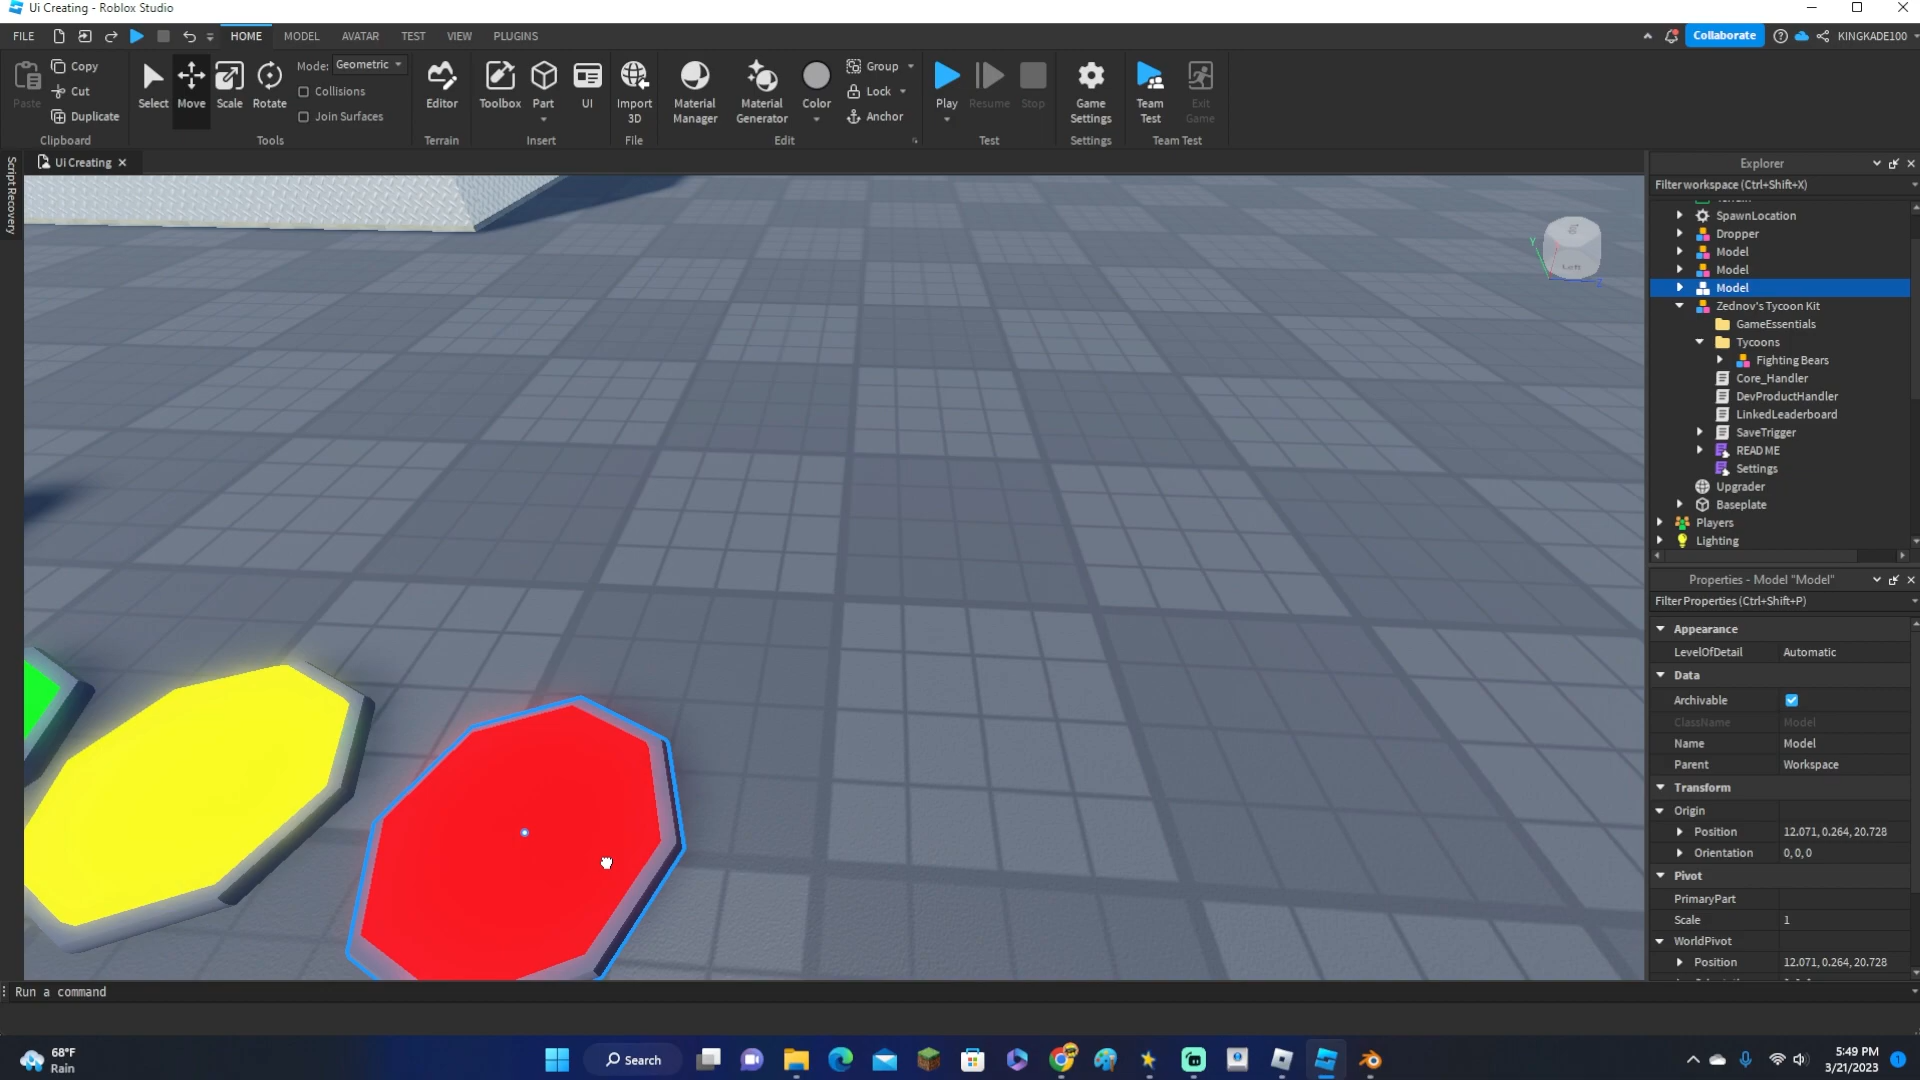 Ui Creating - Roblox Studio
FILE HOME MODEL AVATAR TEST VIEW PLUGINS Collaborate KINGKADE100
Paste Copy Cut Duplicate Clipboard
Select Move Scale Rotate Mode: Geometric Collisions Join Surfaces Tools
Editor Terrain
Toolbox Part UI Insert
Import 3D File
Material Manager Material Generator Color Group Lock Anchor Edit
Play Resume Stop Test
Game Settings Settings
Team Test Exit Game Team Test
Ui Creating
Script Recovery
Left
Y
Z
Explorer
Filter workspace (Ctrl+Shift+X)
SpawnLocation
Dropper
Model
Model
Model
Zednov's Tycoon Kit
GameEssentials
Tycoons
Fighting Bears
Core_Handler
DevProductHandler
LinkedLeaderboard
SaveTrigger
README
Settings
Upgrader
Baseplate
Players
Lighting
Properties - Model "Model"
Filter Properties (Ctrl+Shift+P)
Appearance
LevelOfDetail Automatic
Data
Archivable
ClassName Model
Name Model
Parent Workspace
Transform
Origin
Position 12.071, 0.264, 20.728
Orientation 0, 0, 0
Pivot
PrimaryPart
Scale 1
WorldPivot
Position 12.071, 0.264, 20.728
Run a command
68°F
Rain
Search
5:49 PM
3/21/2023
1